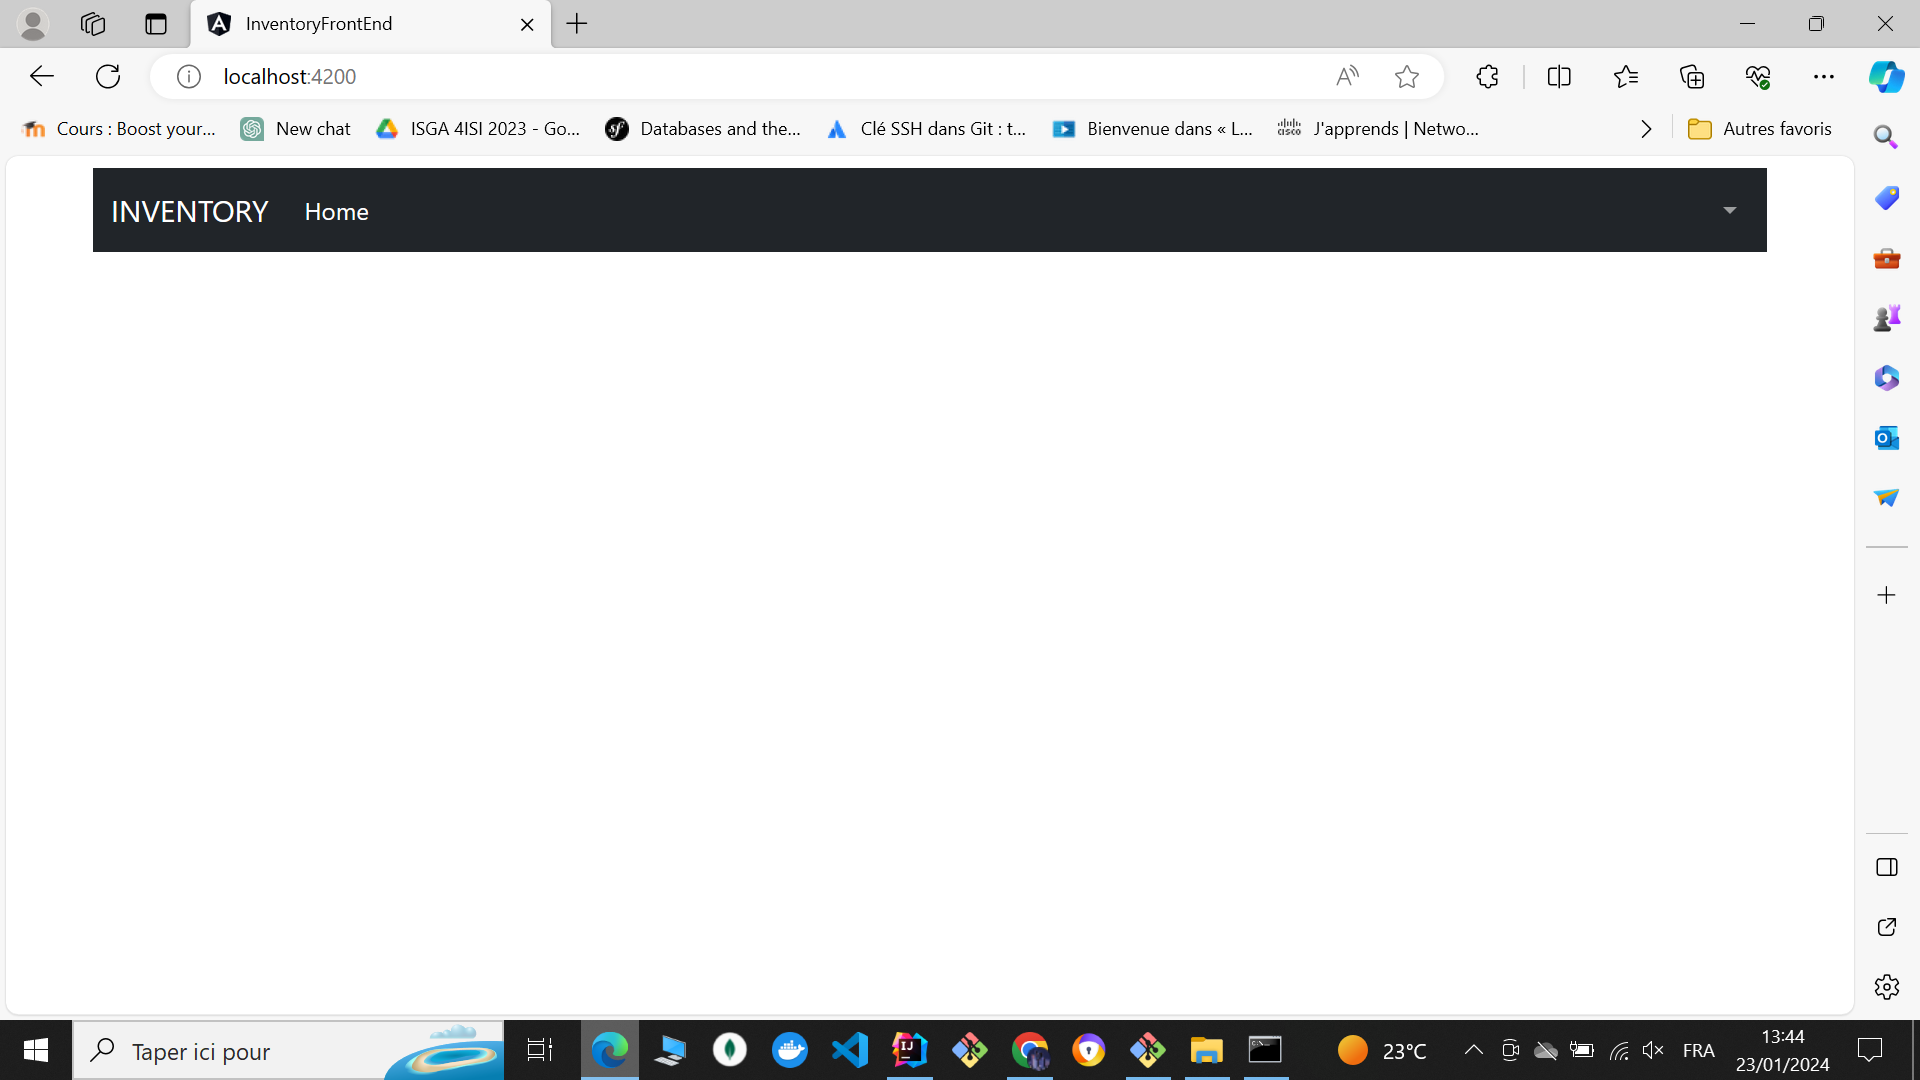 InventoryFrontEnd
localhost:4200
Cours : Boost your...
New chat
ISGA 4ISI 2023 - Go...
Databases and the...
Clé SSH dans Git : t...
Bienvenue dans « L...
J'apprends | Netwo...
Autres favoris
INVENTORY
Home
Taper ici pour
23°C
FRA
13:44
23/01/2024